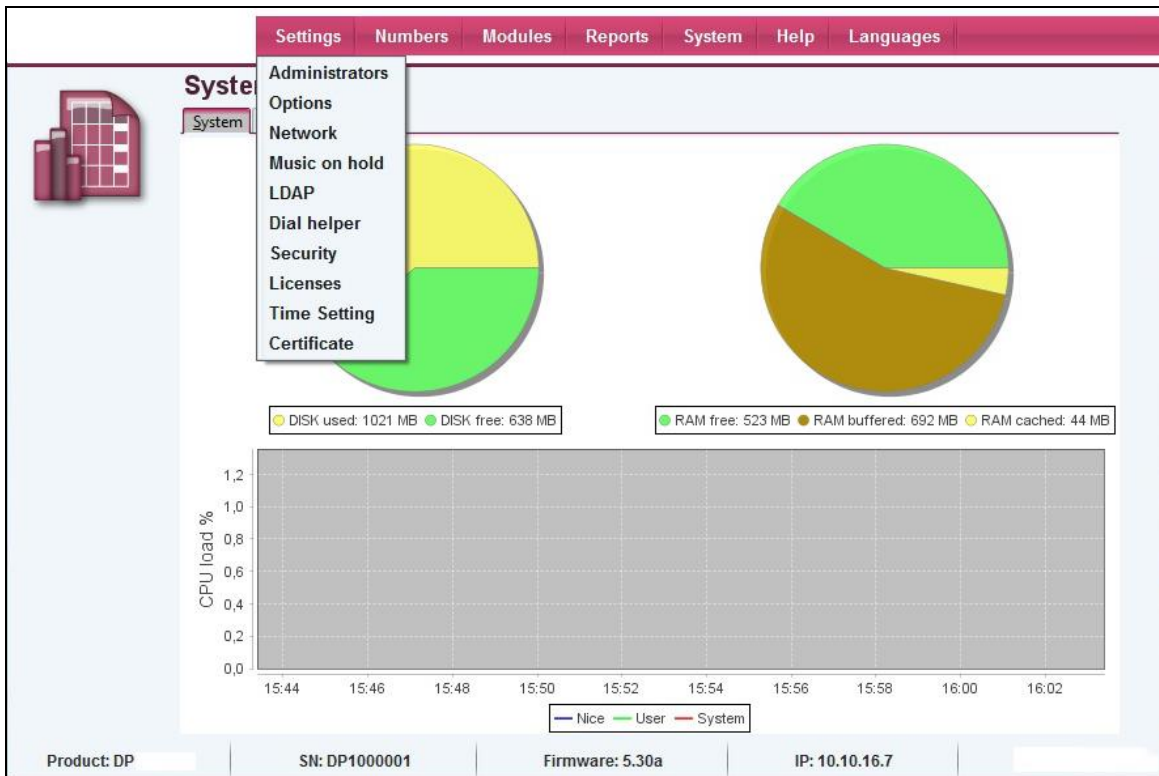 Settings Numbers Modules Reports System Help Languages
Administrators
Options
Network
Music on hold
LDAP
Dial helper
Security
Licenses
Time Setting
Certificate
System
DISK used: 1021 MB DISK free: 638 MB
RAM free: 523 MB RAM buffered: 692 MB RAM cached: 44 MB
CPU load %
1,2
1,0
0,8
0,6
0,4
0,2
0,0
15:44 15:46 15:48 15:50 15:52 15:54 15:56 15:58 16:00 16:02
Nice User System
Product: DP SN: DP1000001 Firmware: 5.30a IP: 10.10.16.7